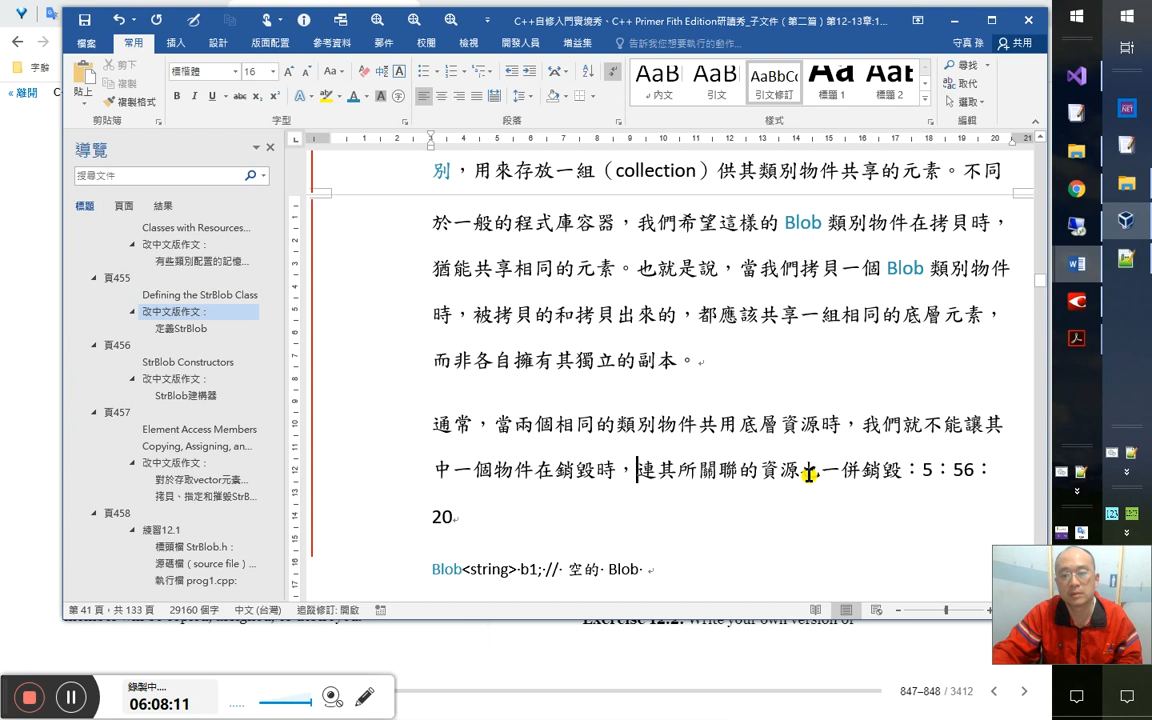 C++自修入門實境秀、C++ Primer Fith Edition研讀秀_子文件（第二篇）第12-13章:1...
檔案 常用 插入 設計 版面配置 參考資料 郵件 校閱 檢視 開發人員 增益集 告訴我您想要執行的動作... 守真 孫 共用
字齡
« 離開
貼上
剪下
複製
複製格式
剪貼簿
標楷體 16
B I U abc x₂ x²
字型
段落
AaB AaB AaBbCc Aa Aat
內文 引文 引文修訂 標題 1 標題 2
樣式
尋找
取代
選取
編輯
導覽
搜尋文件
標題 頁面 結果
Classes with Resources...
改中文版作文：
有些類別配置的記憶...
頁455
Defining the StrBlob Class
改中文版作文：
定義StrBlob
頁456
StrBlob Constructors
改中文版作文：
StrBlob建構器
頁457
Element Access Members
Copying, Assigning, an...
改中文版作文：
對於存取vector元素...
拷貝、指定和摧毀StrB...
頁458
練習12.1
標頭檔 StrBlob.h：
源碼檔（source file）...
執行檔 prog1.cpp:
別，用來存放一組（collection）供其類別物件共享的元素。不同
於一般的程式庫容器，我們希望這樣的 Blob 類別物件在拷貝時，
猶能共享相同的元素。也就是說，當我們拷貝一個 Blob 類別物件
時，被拷貝的和拷貝出來的，都應該共享一組相同的底層元素，
而非各自擁有其獨立的副本。
通常，當兩個相同的類別物件共用底層資源時，我們就不能讓其
中一個物件在銷毀時，連其所關聯的資源也一併銷毀：5：56：
20
Blob<string> b1; // 空的 Blob
第 41 頁，共 133 頁 29160 個字 中文 (台灣) 追蹤修訂: 開啟
847–848 / 3412
錄製中....
06:08:11